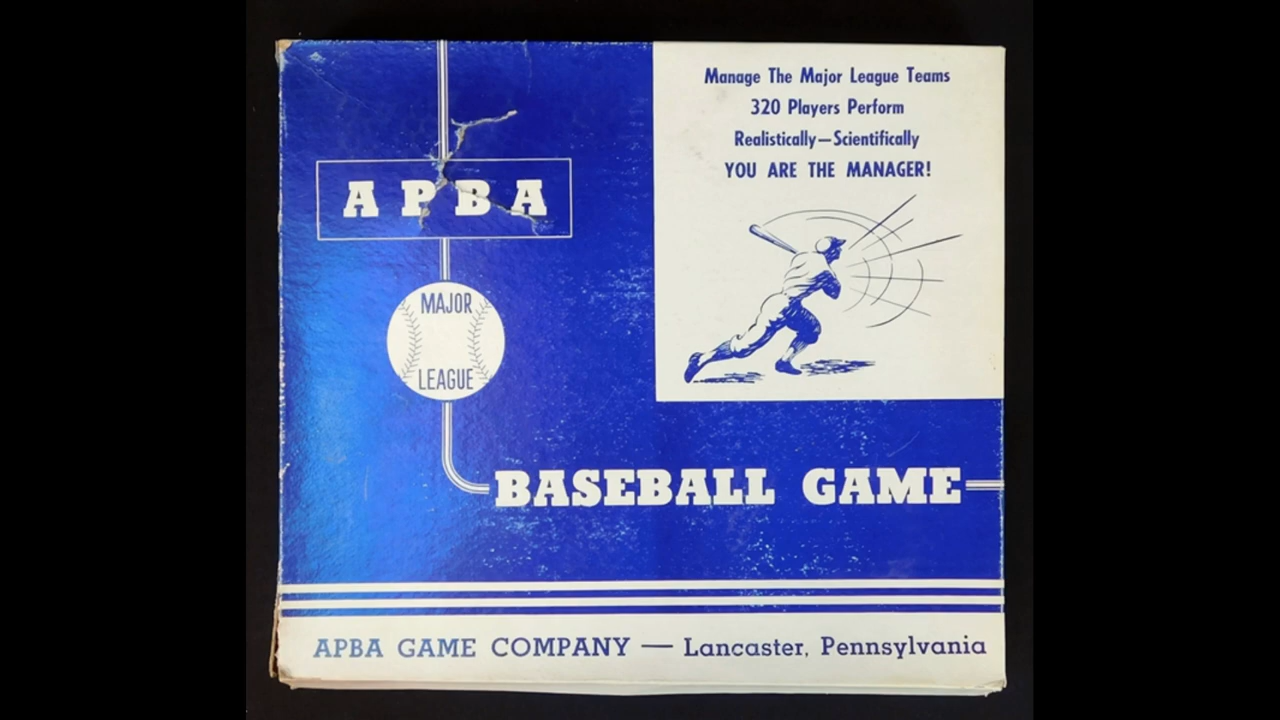 Manage The Major League Teams
320 Players Perform
Realistically—Scientifically
YOU ARE THE MANAGER!
APBA
MAJOR
LEAGUE
BASEBALL GAME
APBA GAME COMPANY — Lancaster, Pennsylvania